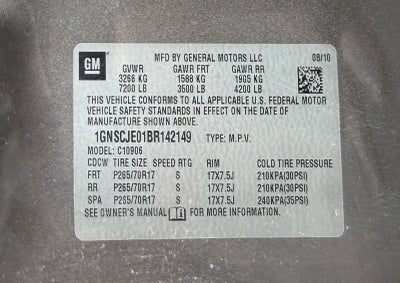 GM
MFD BY GENERAL MOTORS LLC 08/10
GVWR GAWR FRT GAWR RR
3266 KG 1588 KG 1905 KG
7200 LB 3500 LB 4200 LB
THIS VEHICLE CONFORMS TO ALL APPLICABLE U.S. FEDERAL MOTOR
VEHICLE SAFETY STANDARDS IN EFFECT ON THE DATE OF
MANUFACTURE SHOWN ABOVE.
1GNSCJE01BR142149 TYPE: M.P.V.
MODEL: C10906
CDCW TIRE SIZE SPEED RTG RIM COLD TIRE PRESSURE
FRT P265/70R17 S 17X7.5J 210KPA(30PSI)
RR P265/70R17 S 17X7.5J 210KPA(30PSI)
SPA P265/70R17 S 17X7.5J 240KPA(35PSI)
SEE OWNER'S MANUAL FOR MORE INFORMATION.